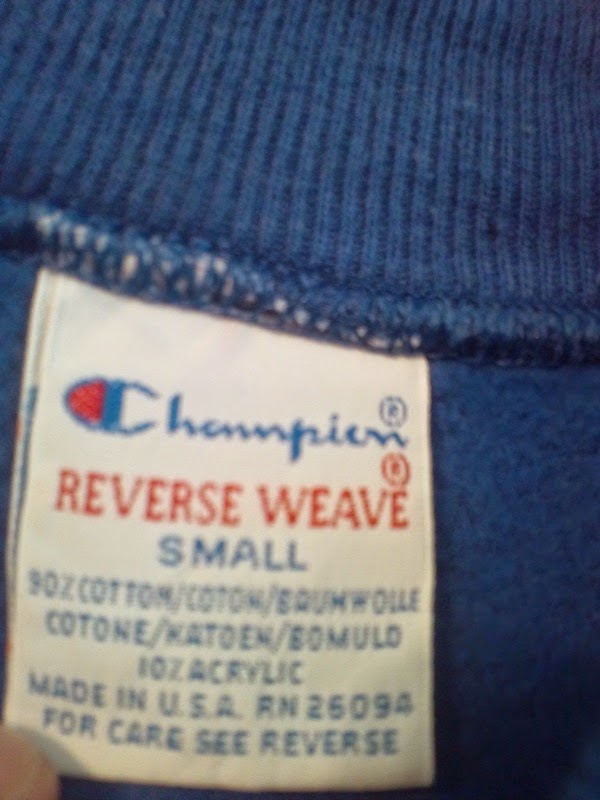 Champion®
REVERSE WEAVE®
SMALL
90% COTTON/COTON/BAUMWOLLE
COTONE/KATOEN/BOMULD
10% ACRYLIC
MADE IN U.S.A. RN 26094
FOR CARE SEE REVERSE